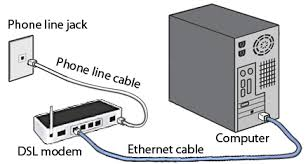 Phone line jack
Phone line cable
DSL modem
Ethernet cable
Computer